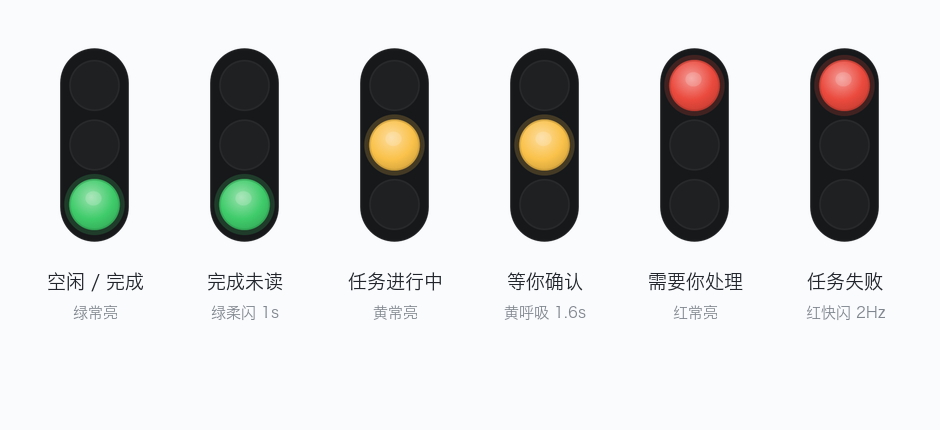 空闲 / 完成
绿常亮
完成未读
绿柔闪 1s
任务进行中
黄常亮
等你确认
黄呼吸 1.6s
需要你处理
红常亮
任务失败
红快闪 2Hz